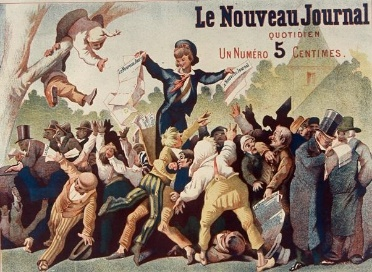 Le Nouveau Journal
QUOTIDIEN
UN NUMÉRO 5 CENTIMES.